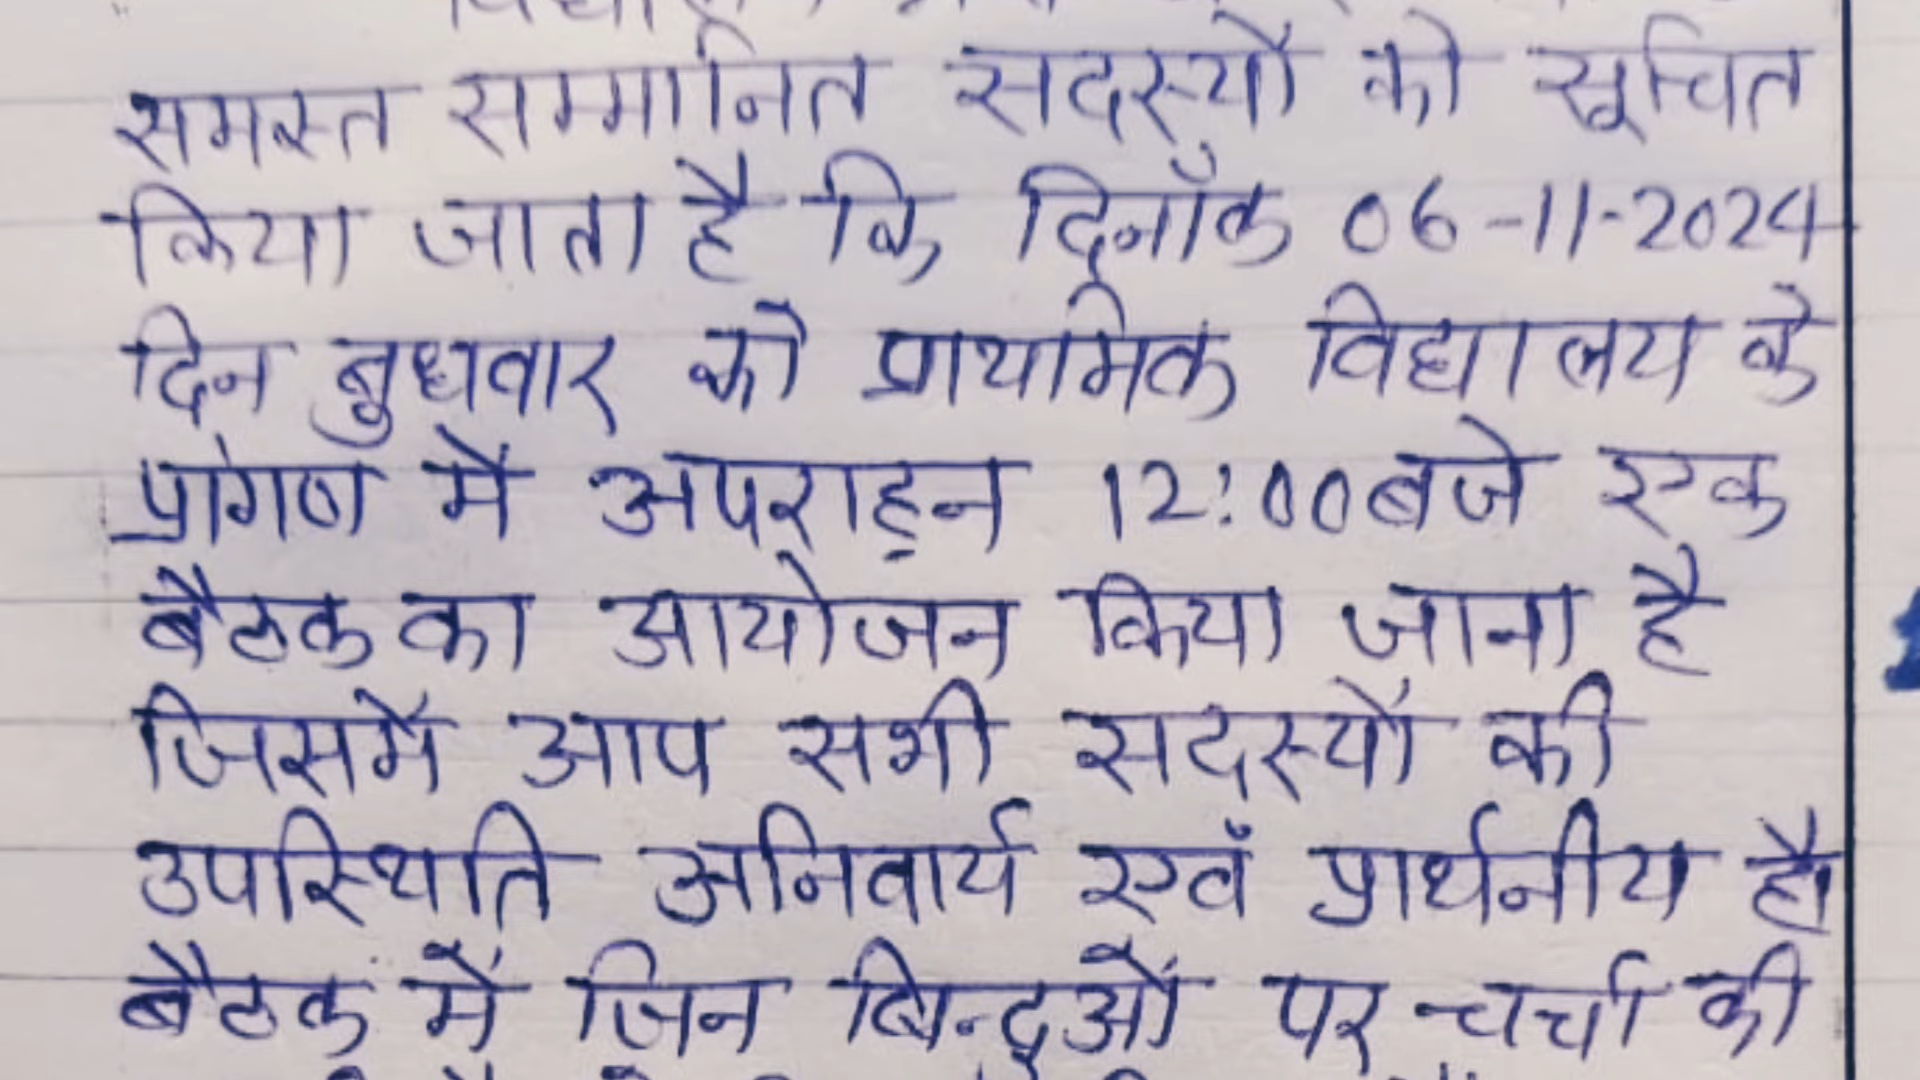 समस्त सम्मानित सदस्यों को सूचित
किया जाता है कि दिनाँक 06-11-2024
दिन बुधवार को प्राथमिक विद्यालय के
प्रांगण में अपराह्न 12:00 बजे एक
बैठक का आयोजन किया जाना है
जिसमें आप सभी सदस्यों की
उपस्थिति अनिवार्य एवं प्रार्थनीय है।
बैठक में जिन बिन्दुओं पर चर्चा की